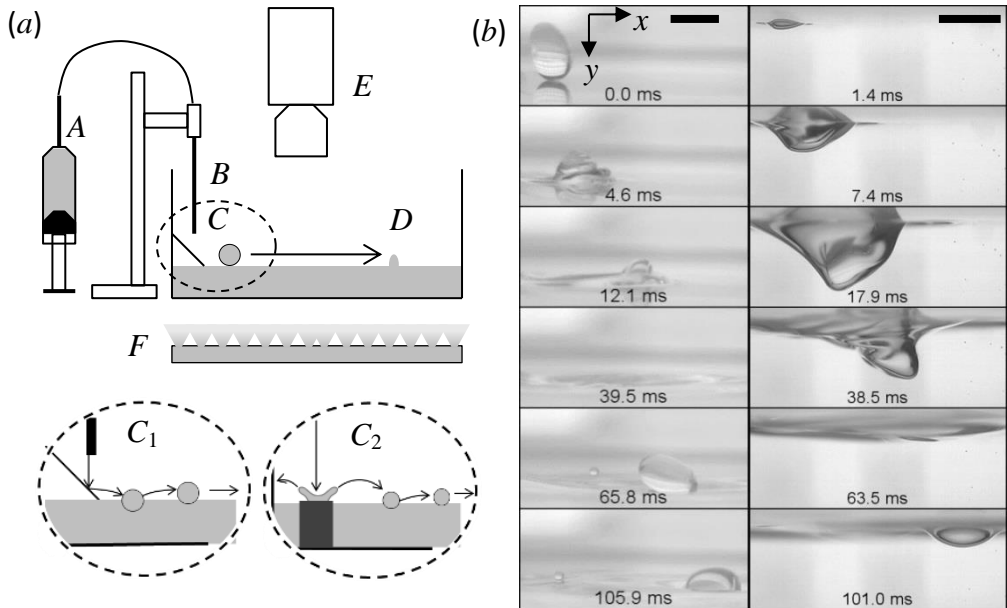 (a)
A
B
C
D
E
F
C1
C2
(b)
x
y
0.0 ms
1.4 ms
4.6 ms
7.4 ms
12.1 ms
17.9 ms
39.5 ms
38.5 ms
65.8 ms
63.5 ms
105.9 ms
101.0 ms